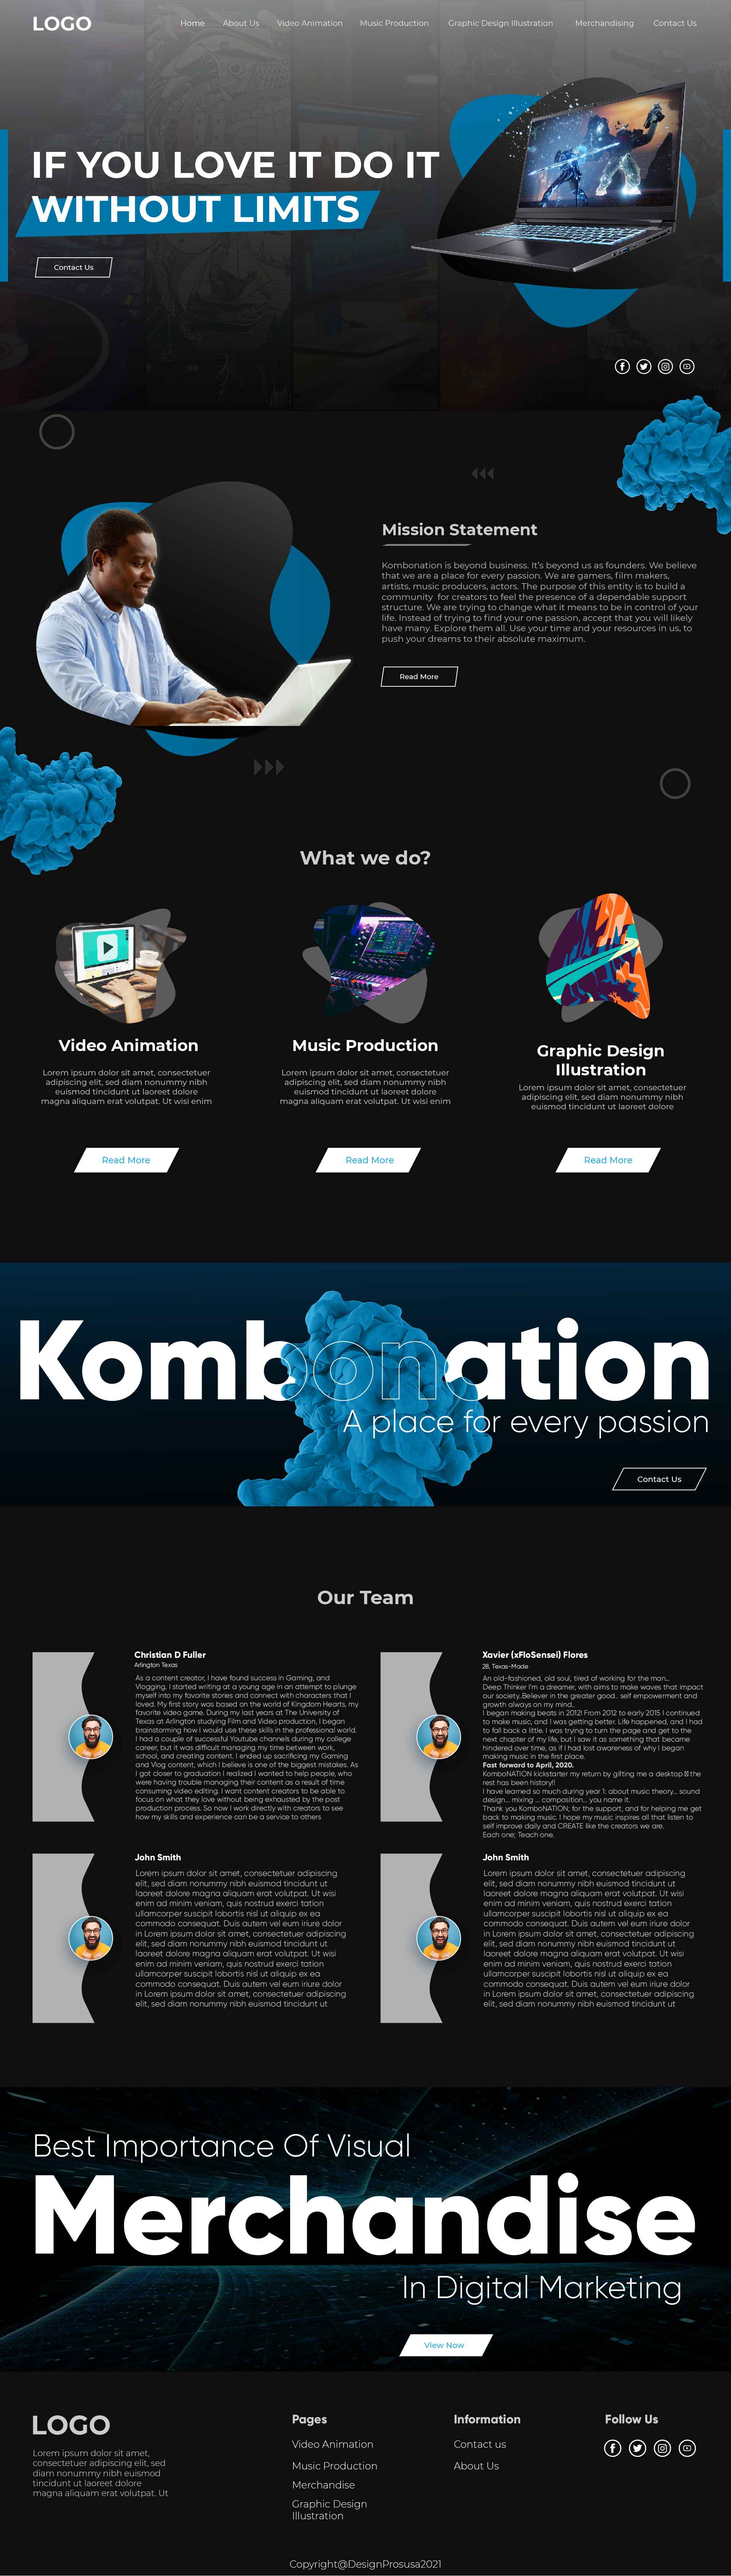 LOGO
Home About Us Video Animation Music Production Graphic Design Illustration Merchandising Contact Us
IF YOU LOVE IT DO IT
WITHOUT LIMITS
Contact Us
Mission Statement
Kombonation is beyond business. It's beyond us as founders. We believe
that we are a place for every passion. We are gamers, film makers,
artists, music producers, actors. The purpose of this entity is to build a
community for creators to feel the presence of a dependable support
structure. We are trying to change what it means to be in control of your
life. Instead of trying to find your one passion, accept that you will likely
have many. Explore them all. Use your time and your resources in us, to
push your dreams to their absolute maximum.
Read More
What we do?
Video Animation
Lorem ipsum dolor sit amet, consectetuer
adipiscing elit, sed diam nonummy nibh
euismod tincidunt ut laoreet dolore
magna aliquam erat volutpat. Ut wisi enim
Read More
Music Production
Lorem ipsum dolor sit amet, consectetuer
adipiscing elit, sed diam nonummy nibh
euismod tincidunt ut laoreet dolore
magna aliquam erat volutpat. Ut wisi enim
Read More
Graphic Design
Illustration
Lorem ipsum dolor sit amet, consectetuer
adipiscing elit, sed diam nonummy nibh
euismod tincidunt ut laoreet dolore
Read More
Kombonation
A place for every passion
Contact Us
Our Team
Christian D Fuller
Arlington Texas
As a content creator, I have found success in Gaming, and
Vlogging. I started writing at a young age in an attempt to plunge
myself into my favorite stories and connect with characters that I
loved. My first story was based on the world of Kingdom Hearts, my
favorite video game. During my last years at The University of
Texas at Arlington studying Film and Video production, I began
brainstorming how I would use these skills in the professional world.
I had a couple of successful Youtube channels during my college
career, but it was difficult managing my time between work,
school, and creating content. I ended up sacrificing my Gaming
and Vlog content, which I believe is one of the biggest mistakes. As
I got closer to graduation I realized I wanted to help people, who
were having trouble managing their content as a result of time
consuming video editing. I want content creators to be able to
focus on what they love without being exhausted by the post
production process. So now I work directly with creators to see
how my skills and experience can be a service to others
Xavier (xFloSensei) Flores
28, Texas-Made
An old-fashioned, old soul, tired of working for the man...
Deep Thinker I'm a dreamer, with aims to make waves that impact
our society..Believer in the greater good.. self empowerment and
growth always on my mind..
I began making beats in 2012! From 2012 to early 2015 I continued
to make music, and I was getting better. Life happened, and I had
to fall back a little. I was trying to turn the page and get to the
next chapter of my life, but I saw it as something that became
hindered over time, as if I had lost awareness of why I began
making music in the first place.
Fast forward to April, 2020.
KomboNATION kickstarter my return by gifting me a desktop the
rest has been history!!
I have learned so much during year 1: about music theory... sound
design... mixing ... composition... you name it.
Thank you KomboNATION; for the support, and for helping me get
back to making music. I hope my music inspires all that listen to
self improve daily and CREATE like the creators we are.
Each one; Teach one.
John Smith
Lorem ipsum dolor sit amet, consectetuer adipiscing
elit, sed diam nonummy nibh euismod tincidunt ut
laoreet dolore magna aliquam erat volutpat. Ut wisi
enim ad minim veniam, quis nostrud exerci tation
ullamcorper suscipit lobortis nisl ut aliquip ex ea
commodo consequat. Duis autem vel eum iriure dolor
in Lorem ipsum dolor sit amet, consectetuer adipiscing
elit, sed diam nonummy nibh euismod tincidunt ut
laoreet dolore magna aliquam erat volutpat. Ut wisi
enim ad minim veniam, quis nostrud exerci tation
ullamcorper suscipit lobortis nisl ut aliquip ex ea
commodo consequat. Duis autem vel eum iriure dolor
in Lorem ipsum dolor sit amet, consectetuer adipiscing
elit, sed diam nonummy nibh euismod tincidunt ut
John Smith
Lorem ipsum dolor sit amet, consectetuer adipiscing
elit, sed diam nonummy nibh euismod tincidunt ut
laoreet dolore magna aliquam erat volutpat. Ut wisi
enim ad minim veniam, quis nostrud exerci tation
ullamcorper suscipit lobortis nisl ut aliquip ex ea
commodo consequat. Duis autem vel eum iriure dolor
in Lorem ipsum dolor sit amet, consectetuer adipiscing
elit, sed diam nonummy nibh euismod tincidunt ut
laoreet dolore magna aliquam erat volutpat. Ut wisi
enim ad minim veniam, quis nostrud exerci tation
ullamcorper suscipit lobortis nisl ut aliquip ex ea
commodo consequat. Duis autem vel eum iriure dolor
in Lorem ipsum dolor sit amet, consectetuer adipiscing
elit, sed diam nonummy nibh euismod tincidunt ut
Best Importance Of Visual
Merchandise
In Digital Marketing
View Now
LOGO
Lorem ipsum dolor sit amet,
consectetuer adipiscing elit, sed
diam nonummy nibh euismod
tincidunt ut laoreet dolore
magna aliquam erat volutpat. Ut
Pages
Video Animation
Music Production
Merchandise
Graphic Design
Illustration
Information
Contact us
About Us
Follow Us
Copyright@DesignProsusa2021